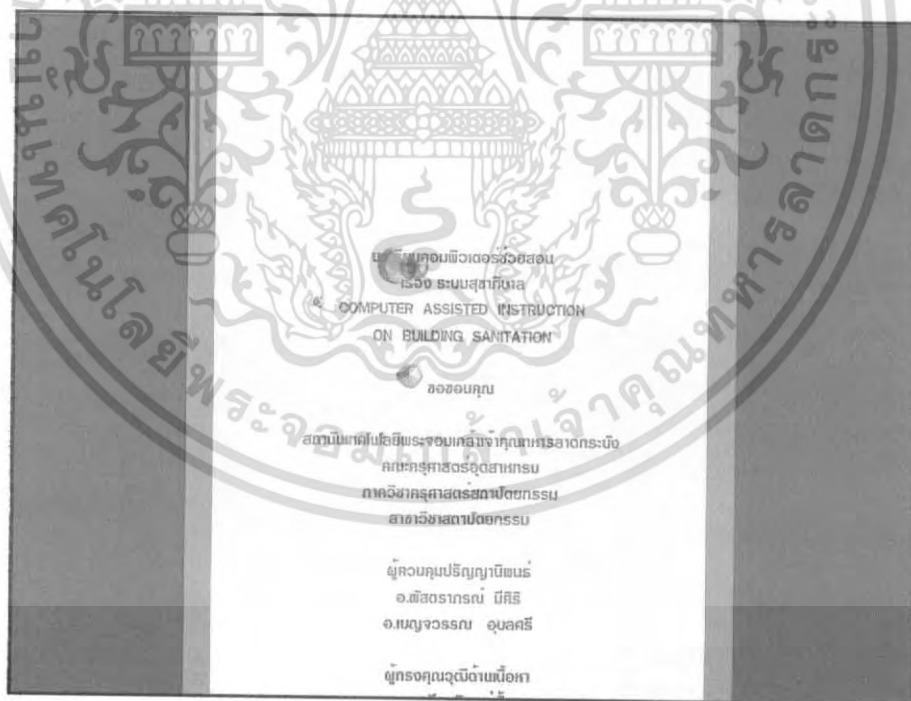 บทเรียนคอมพิวเตอร์ช่วยสอน
เรื่อง ระบบสุขาภิบาล
COMPUTER ASSISTED INSTRUCTION
ON BUILDING SANITATION
ขอขอบคุณ
สถาบันเทคโนโลยีพระจอมเกล้าเจ้าคุณทหารลาดกระบัง
คณะครุศาสตร์อุตสาหกรรม
ภาควิชาครุศาสตร์สถาปัตยกรรม
สาขาวิชาสถาปัตยกรรม
ผู้ควบคุมปริญญานิพนธ์
อ.พัสตราภรณ์ มีศิริ
อ.เบญจวรรณ อุบลศรี
ผู้ทรงคุณวุฒิด้านเนื้อหา